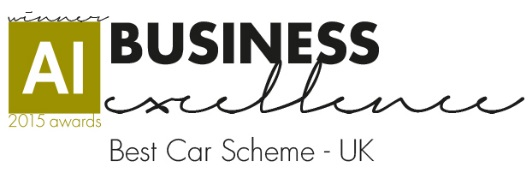 winner
AI
2015 awards
BUSINESS
excellence
Best Car Scheme - UK